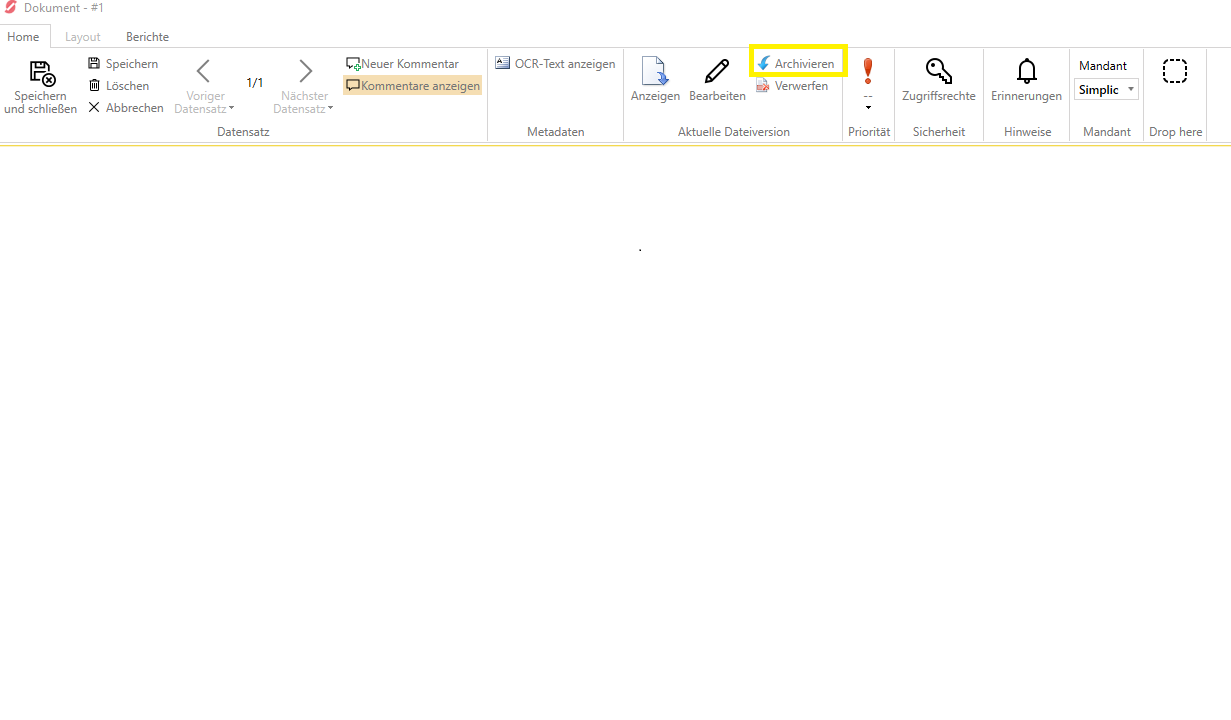 Dokument - #1
Home Layout Berichte
Speichern und schließen
Speichern
Löschen
Abbrechen
Voriger Datensatz
1/1
Nächster Datensatz
Neuer Kommentar
Kommentare anzeigen
Datensatz
OCR-Text anzeigen
Metadaten
Anzeigen
Bearbeiten
Archivieren
Verwerfen
Aktuelle Dateiversion
--
Priorität
Zugriffsrechte
Sicherheit
Erinnerungen
Hinweise
Mandant
Simplic
Mandant
Drop here